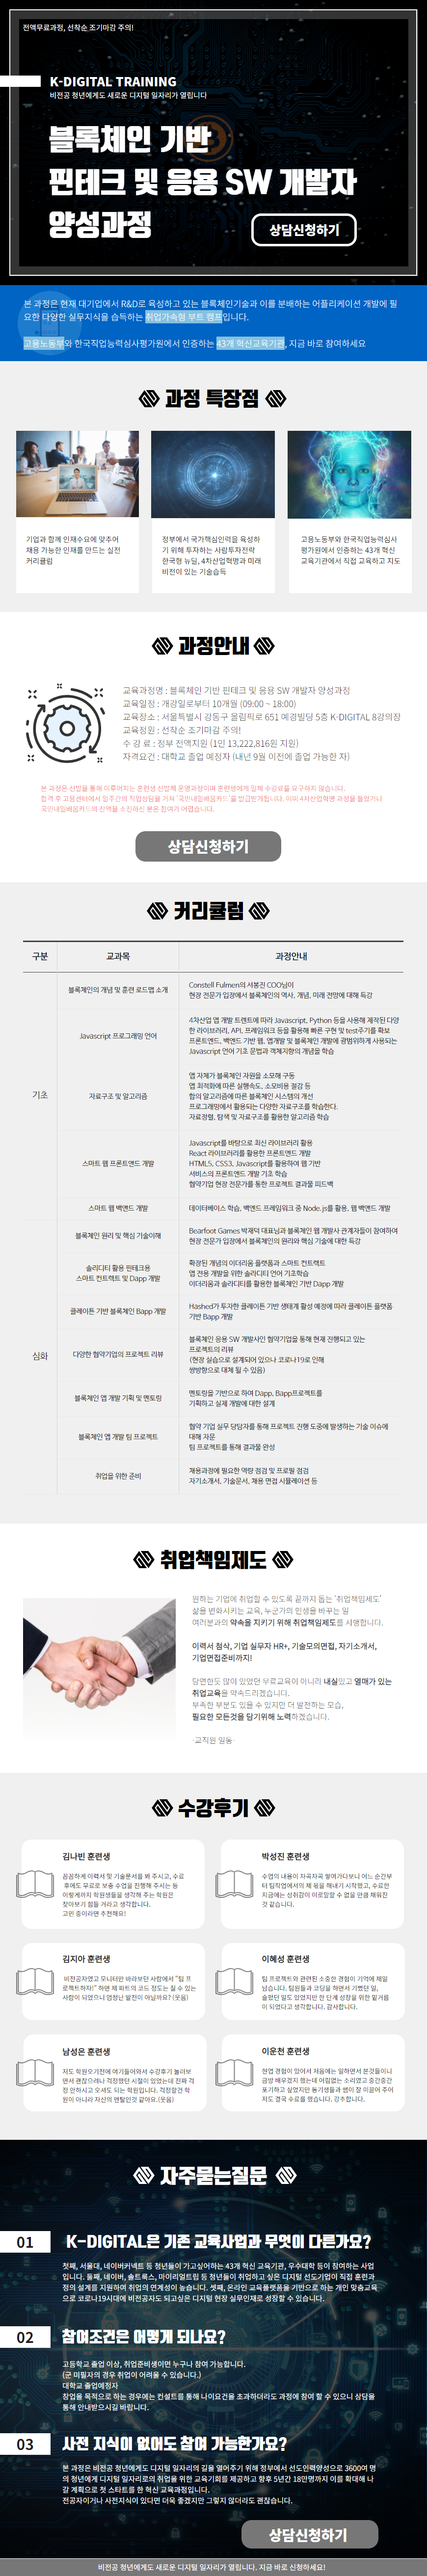 전액무료과정, 선착순 조기마감 주의!
K-DIGITAL TRAINING
비전공 청년에게도 새로운 디지털 일자리가 열립니다
블록체인 기반
핀테크 및 응용 SW 개발자
양성과정
상담신청하기
본 과정은 현재 대기업에서 R&D로 육성하고 있는 블록체인기술과 이를 분배하는 어플리케이션 개발에 필
요한 다양한 실무지식을 습득하는 취업가속형 부트 캠프입니다.
고용노동부와 한국직업능력심사평가원에서 인증하는 43개 혁신교육기관, 지금 바로 참여하세요
과정 특장점
기업과 함께 인재수요에 맞추어
채용 가능한 인재를 만드는 실전
커리큘럼
정부에서 국가핵심인력을 육성하
기 위해 투자하는 사람투자전략
한국형 뉴딜, 4차산업혁명과 미래
비전이 있는 기술습득
고용노동부와 한국직업능력심사
평가원에서 인증하는 43개 혁신
교육기관에서 직접 교육하고 지도
과정안내
교육과정명 : 블록체인 기반 핀테크 및 응용 SW 개발자 양성과정
교육일정 : 개강일로부터 10개월 (09:00 ~ 18:00)
교육장소 : 서울특별시 강동구 올림픽로 651 예경빌딩 5층 K-DIGITAL 8강의장
교육정원 : 선착순 조기마감 주의!
수 강 료 : 정부 전액지원 (1인 13,222,816원 지원)
자격요건 : 대학교 졸업 예정자 (내년 9월 이전에 졸업 가능한 자)
본 과정은 선발을 통해 이루어지는 훈련생 선발제 운영과정이며 훈련생에게 일체 수강료를 요구하지 않습니다.
합격 후 고용센터에서 일주간의 직업상담을 거쳐 '국민내일배움카드'를 발급받게됩니다. 이미 4차산업혁명 과정을 들었거나
국민내일배움카드의 잔액을 소진하신 분은 참여가 어렵습니다.
상담신청하기
커리큘럼
구분 교과목 과정안내
기초
블록체인의 개념 및 훈련 로드맵 소개
Constell Fulmen의 서봉진 COO님이
현장 전문가 입장에서 블록체인의 역사, 개념, 미래 전망에 대해 특강
Javascript 프로그래밍 언어
4차산업 앱 개발 트렌트에 따라 Javascript, Python 등을 사용해 제작된 다양
한 라이브러리, API, 프레임워크 등을 활용해 빠른 구현 및 test주기를 확보
프론트엔드, 백엔드 기반 웹, 앱개발 및 블록체인 개발에 광범위하게 사용되는
Javascript 언어 기초 문법과 객체지향의 개념을 학습
자료구조 및 알고리즘
앱 자체가 블록체인 자원을 소모해 구동
앱 최적화에 따른 실행속도, 소모비용 절감 등
합의 알고리즘에 따른 블록체인 시스템의 개선
프로그래밍에서 활용되는 다양한 자료구조를 학습한다.
자료정렬, 탐색 및 자료구조를 활용한 알고리즘 학습
스마트 웹 프론트엔드 개발
Javascript를 바탕으로 최신 라이브러리 활용
React 라이브러리를 활용한 프론트엔드 개발
HTML5, CSS3, Javascript를 활용하여 웹 기반
서비스의 프론트엔드 개발 기초 학습
협약기업 현장 전문가를 통한 프로젝트 결과물 피드백
스마트 웹 백엔드 개발
데이터베이스 학습, 백엔드 프레임워크 중 Node.js를 활용, 웹 백엔드 개발
심화
블록체인 원리 및 핵심 기술이해
Bearfoot Games 박재덕 대표님과 블록체인 웹 개발사 관계자들이 참여하여
현장 전문가 입장에서 블록체인의 원리와 핵심 기술에 대한 특강
솔리디티 활용 핀테크용
스마트 컨트랙트 및 Dapp 개발
확장된 개념의 이더리움 플랫폼과 스마트 컨트랙트
앱 전용 개발을 위한 솔라디티 언어 기초학습
이더리움과 솔라디티를 활용한 블록체인 기반 Dapp 개발
클레이튼 기반 블록체인 Bapp 개발
Hashed가 투자한 클레이튼 기반 생태계 활성 예정에 따라 클레이튼 플랫폼
기반 Bapp 개발
다양한 협약기업의 프로젝트 리뷰
블록체인 응용 SW 개발사인 협약기업을 통해 현재 진행되고 있는
프로젝트의 리뷰
(현장 실습으로 설계되어 있으나 코로나19로 인해
쌍방향으로 대체 될 수 있음)
블록체인 앱 개발 기획 및 멘토링
멘토링을 기반으로 하여 Dapp, Bapp프로젝트를
기획하고 실제 개발에 대한 설계
블록체인 앱 개발 팀 프로젝트
협약 기업 실무 담당자를 통해 프로젝트 진행 도중에 발생하는 기술 이슈에
대해 자문
팀 프로젝트를 통해 결과물 완성
취업을 위한 준비
채용과정에 필요한 역량 점검 및 프로필 점검
자기소개서, 기술문서, 채용 면접 시뮬레이션 등
취업책임제도
원하는 기업에 취업할 수 있도록 끝까지 돕는 '취업책임제도'
삶을 변화시키는 교육, 누군가의 인생을 바꾸는 일
여러분과의 약속을 지키기 위해 취업책임제도를 시행합니다.
이력서 첨삭, 기업 실무자 HR+, 기술모의면접, 자기소개서,
기업면접준비까지!
당연한듯 많이 있었던 무료교육이 아니라 내실있고 열매가 있는
취업교육을 약속드리겠습니다.
부족한 부분도 있을 수 있지만 더 발전하는 모습,
필요한 모든것을 담기위해 노력하겠습니다.
-교직원 일동-
수강후기
김나빈 훈련생
꼼꼼하게 이력서 및 기술문서를 봐 주시고, 수료
후에도 무료로 보충 수업을 진행해 주시는 등
이렇게까지 학원생들을 생각해 주는 학원은
찾아보기 힘들 거라고 생각합니다.
고민 중이라면 추천해요!
박성진 훈련생
수업의 내용이 차곡차곡 쌓여가다보니 어느 순간부
터 팀작업에서의 제 몫을 해내기 시작했고, 수료한
지금에는 성취감이 이로말할 수 없을 만큼 채워진
것 같습니다.
김지아 훈련생
비전공자였고 모니터만 바라보던 사람에서 "팀 프
로젝트하자!" 하면 제 파트의 코드 정도는 칠 수 있는
사람이 되었으니 엄청난 발전이 아닐까요? (웃음)
이혜성 훈련생
팀 프로젝트와 관련된 소중한 경험이 기억에 제일
남습니다. 팀원들과 코딩을 하면서 기뻤던 일,
슬펐던 일도 있었지만 한 단계 성장을 위한 밑거름
이 되었다고 생각합니다. 감사합니다.
남성은 훈련생
저도 학원오기전에 여기들어와서 수강후기 눌러보
면서 괜찮으려나 걱정했던 시절이 있었는데 진짜 걱
정 안하시고 오셔도 되는 학원입니다. 걱정할건 학
원이 아니라 자신의 멘탈인것 같아요.(웃음)
이운천 훈련생
현업 경험이 있어서 처음에는 일하면서 본것들이니
금방 배우겠지 했는데 어림없는 소리였고 중간중간
포기하고 싶었지만 동기생들과 쌤이 잘 이끌어 주어
저도 결국 수료를 했습니다. 강추합니다.
자주묻는질문
01 K-DIGITAL은 기존 교육사업과 무엇이 다른가요?
첫째, 서울대, 네이버커넥트 등 청년들이 가고싶어하는 43개 혁신 교육기관, 우수대학 등이 참여하는 사업
입니다. 둘째, 네이버, 솔트룩스, 마이리얼트립 등 청년들이 취업하고 싶은 디지털 선도기업이 직접 훈련과
정의 설계를 지원하여 취업의 연계성이 높습니다. 셋째, 온라인 교육플랫폼을 기반으로 하는 개인 맞춤교육
으로 코로나19시대에 비전공자도 되고싶은 디지털 현장 실무인재로 성장할 수 있습니다.
02 참여조건은 어떻게 되나요?
고등학교 졸업 이상, 취업준비생이면 누구나 참여 가능합니다.
(군 미필자의 경우 취업이 어려울 수 있습니다.)
대학교 졸업예정자
창업을 목적으로 하는 경우에는 컨설트를 통해 나이요건을 초과하더라도 과정에 참여 할 수 있으니 상담을
통해 안내받으시길 바랍니다.
03 사전 지식이 없어도 참여 가능한가요?
본 과정은 비전공 청년에게도 디지털 일자리의 길을 열어주기 위해 정부에서 선도인력양성으로 3600여 명
의 청년에게 디지털 일자리로의 취업을 위한 교육기회를 제공하고 향후 5년간 18만명까지 이를 확대해 나
갈 계획으로 첫 스타트를 한 혁신 교육과정입니다.
전공자이거나 사전지식이 있다면 더욱 좋겠지만 그렇지 않더라도 괜찮습니다.
상담신청하기
비전공 청년에게도 새로운 디지털 일자리가 열립니다. 지금 바로 신청하세요!